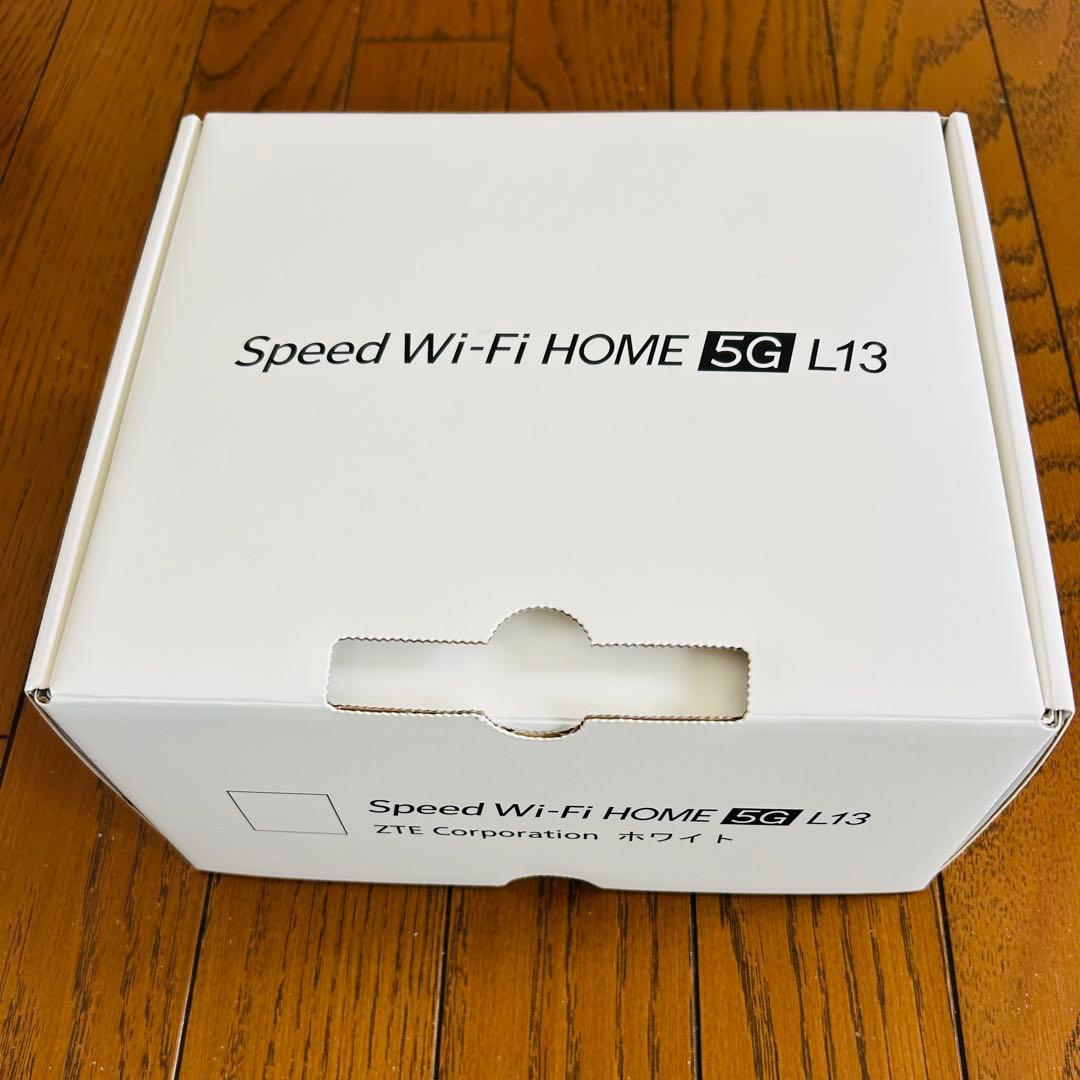 Speed Wi-Fi HOME 5G L13
Speed Wi-Fi HOME 5G L13
ZTE Corporation ホワイト